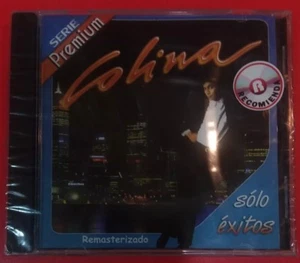 SERIE
Premium
Colina
R
RECOMIENDA
sólo
éxitos
Remasterizado